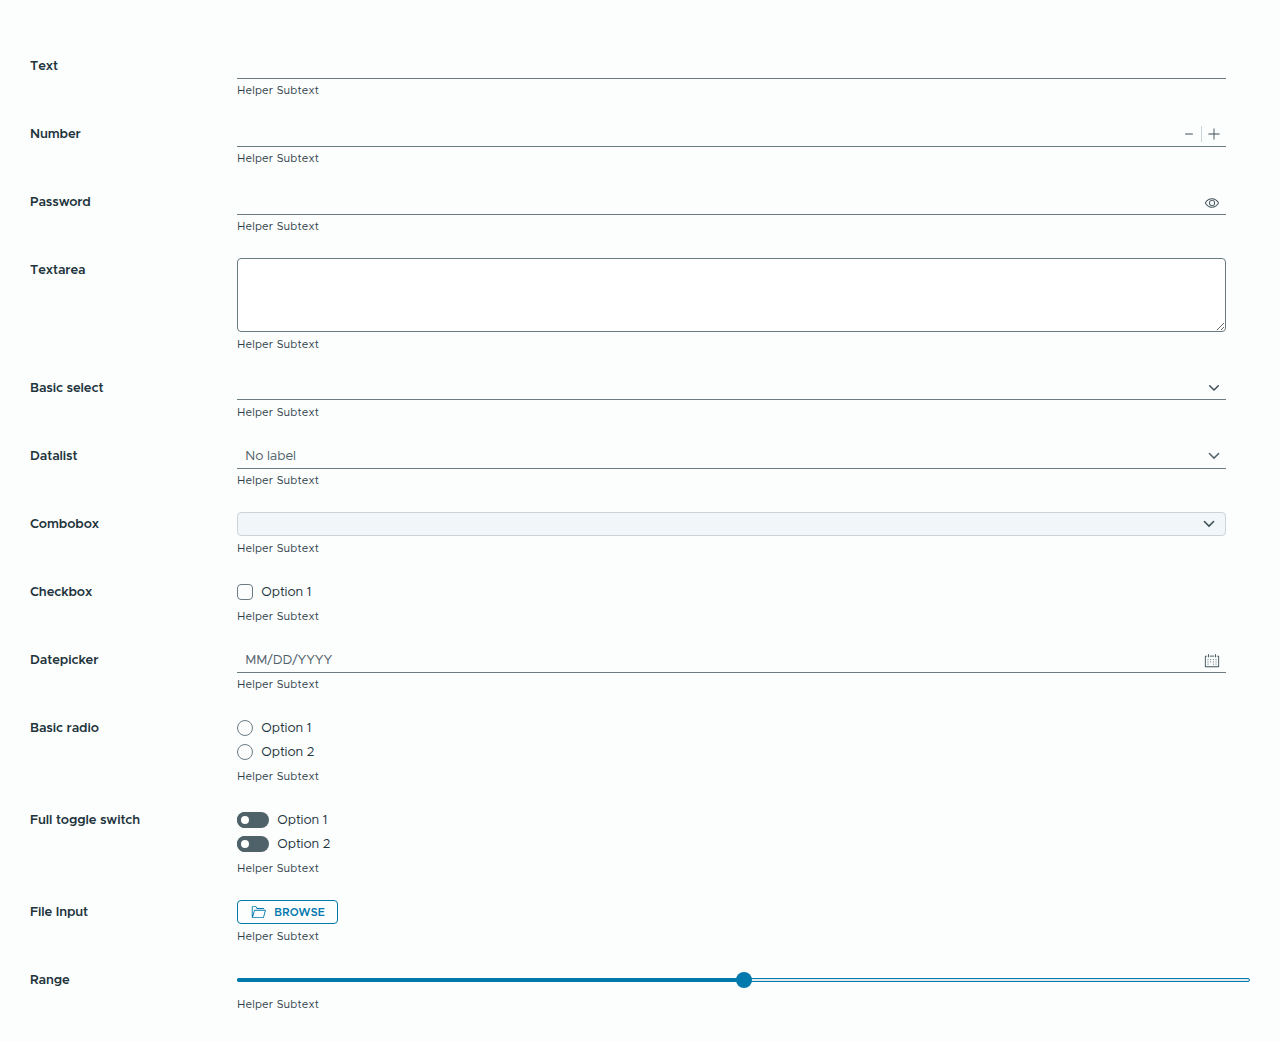 Text
Helper Subtext
Number
Helper Subtext
Password
Helper Subtext
Textarea
Helper Subtext
Basic select
Helper Subtext
Datalist
No label
Helper Subtext
Combobox
Helper Subtext
Checkbox
Option 1
Helper Subtext
Datepicker
MM/DD/YYYY
Helper Subtext
Basic radio
Option 1
Option 2
Helper Subtext
Full toggle switch
Option 1
Option 2
Helper Subtext
File Input
BROWSE
Helper Subtext
Range
Helper Subtext